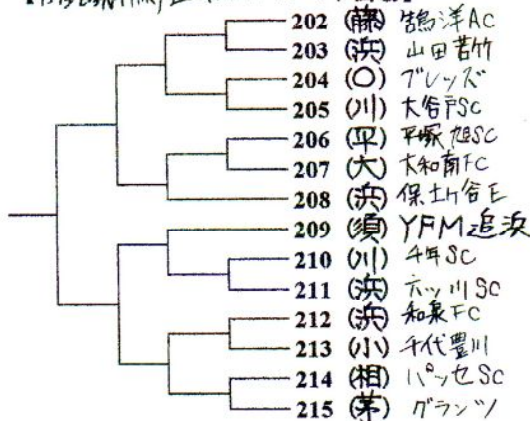 202 (藤) 鵠洋AC
203 (浜) 山田若竹
204 (〇) ブレッズ
205 (川) 大谷戸SC
206 (平) 平塚旭SC
207 (大) 大和南FC
208 (浜) 保土ヶ谷E
209 (須) YFM追浜
210 (川) 千年SC
211 (浜) 六ッ川SC
212 (浜) 和泉FC
213 (小) 千代豊川
214 (相) パッセSC
215 (茅) グランツ